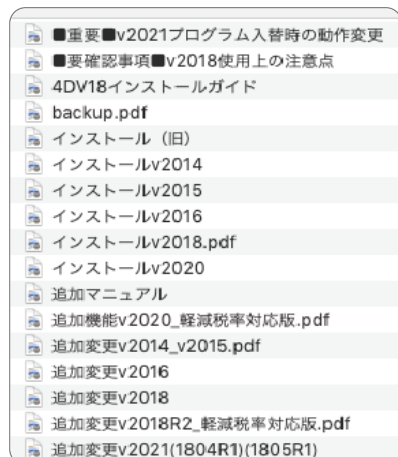 ■重要■v2021プログラム入替時の動作変更
■要確認事項■v2018使用上の注意点
4DV18インストールガイド
backup.pdf
インストール（旧）
インストールv2014
インストールv2015
インストールv2016
インストールv2018.pdf
インストールv2020
追加マニュアル
追加機能v2020_軽減税率対応版.pdf
追加変更v2014_v2015.pdf
追加変更v2016
追加変更v2018
追加変更v2018R2_軽減税率対応版.pdf
追加変更v2021(1804R1)(1805R1)